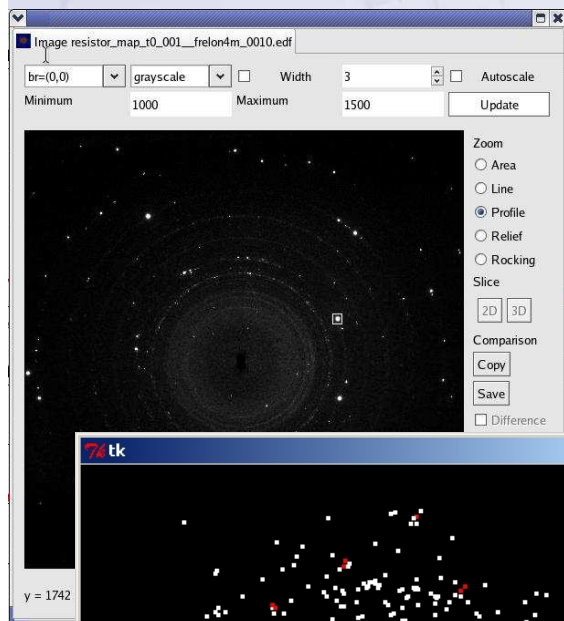 Image resistor_map_t0_001__frelon4m_0010.edf
br=(0,0) grayscale Width 3 Autoscale
Minimum 1000 Maximum 1500 Update
Zoom
Area
Line
Profile
Relief
Rocking
Slice
2D 3D
Comparison
Copy
Save
Difference
tk
y = 1742